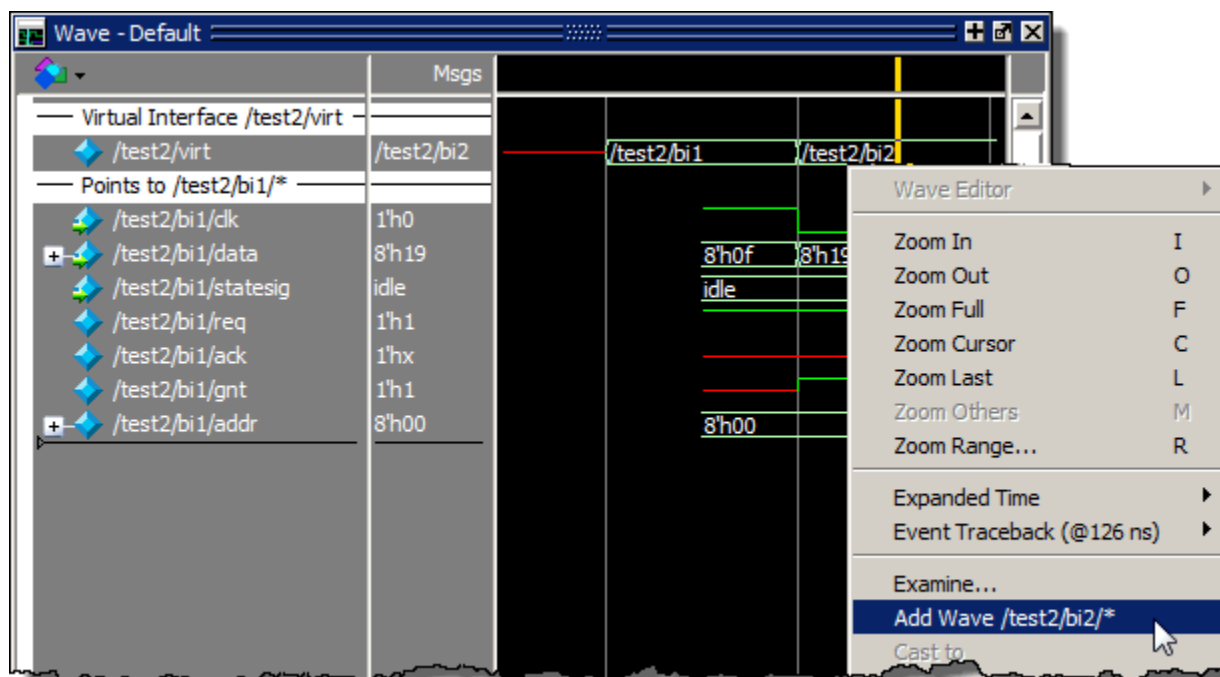 Wave - Default
Msgs
Virtual Interface /test2/virt
/test2/virt /test2/bi2 /test2/bi1 /test2/bi2
Points to /test2/bi1/*
/test2/bi1/clk 1'h0
/test2/bi1/data 8'h19 8'h0f 8'h19
/test2/bi1/statesig idle idle
/test2/bi1/req 1'h1
/test2/bi1/ack 1'hx
/test2/bi1/gnt 1'h1
/test2/bi1/addr 8'h00 8'h00
Wave Editor
Zoom In I
Zoom Out O
Zoom Full F
Zoom Cursor C
Zoom Last L
Zoom Others M
Zoom Range... R
Expanded Time
Event Traceback (@126 ns)
Examine...
Add Wave /test2/bi2/*
Cast to